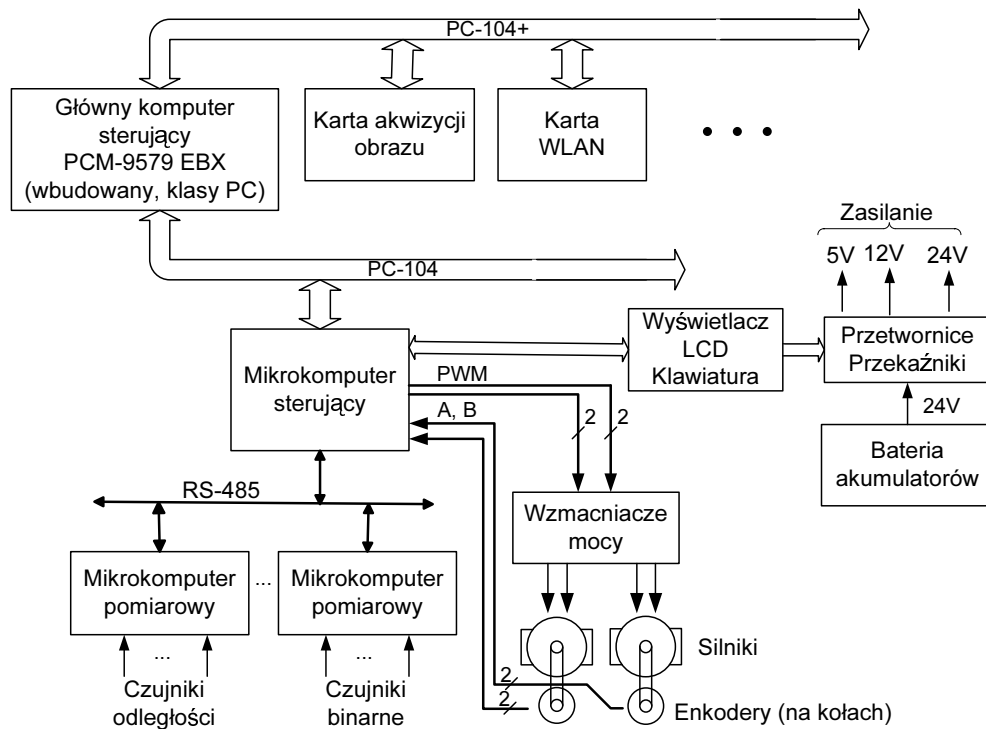 PC-104+
Główny komputer
sterujący
PCM-9579 EBX
(wbudowany, klasy PC)
Karta akwizycji
obrazu
Karta
WLAN
• • •
Zasilanie
5V
12V
24V
PC-104
Mikrokomputer
sterujący
Wyświetlacz
LCD
Klawiatura
Przetwornice
Przekaźniki
PWM
A, B
2
2
24V
Bateria
akumulatorów
RS-485
Wzmacniacze
mocy
Mikrokomputer
pomiarowy
...
Mikrokomputer
pomiarowy
...
...
Silniki
Czujniki
odległości
Czujniki
binarne
2
2
Enkodery (na kołach)